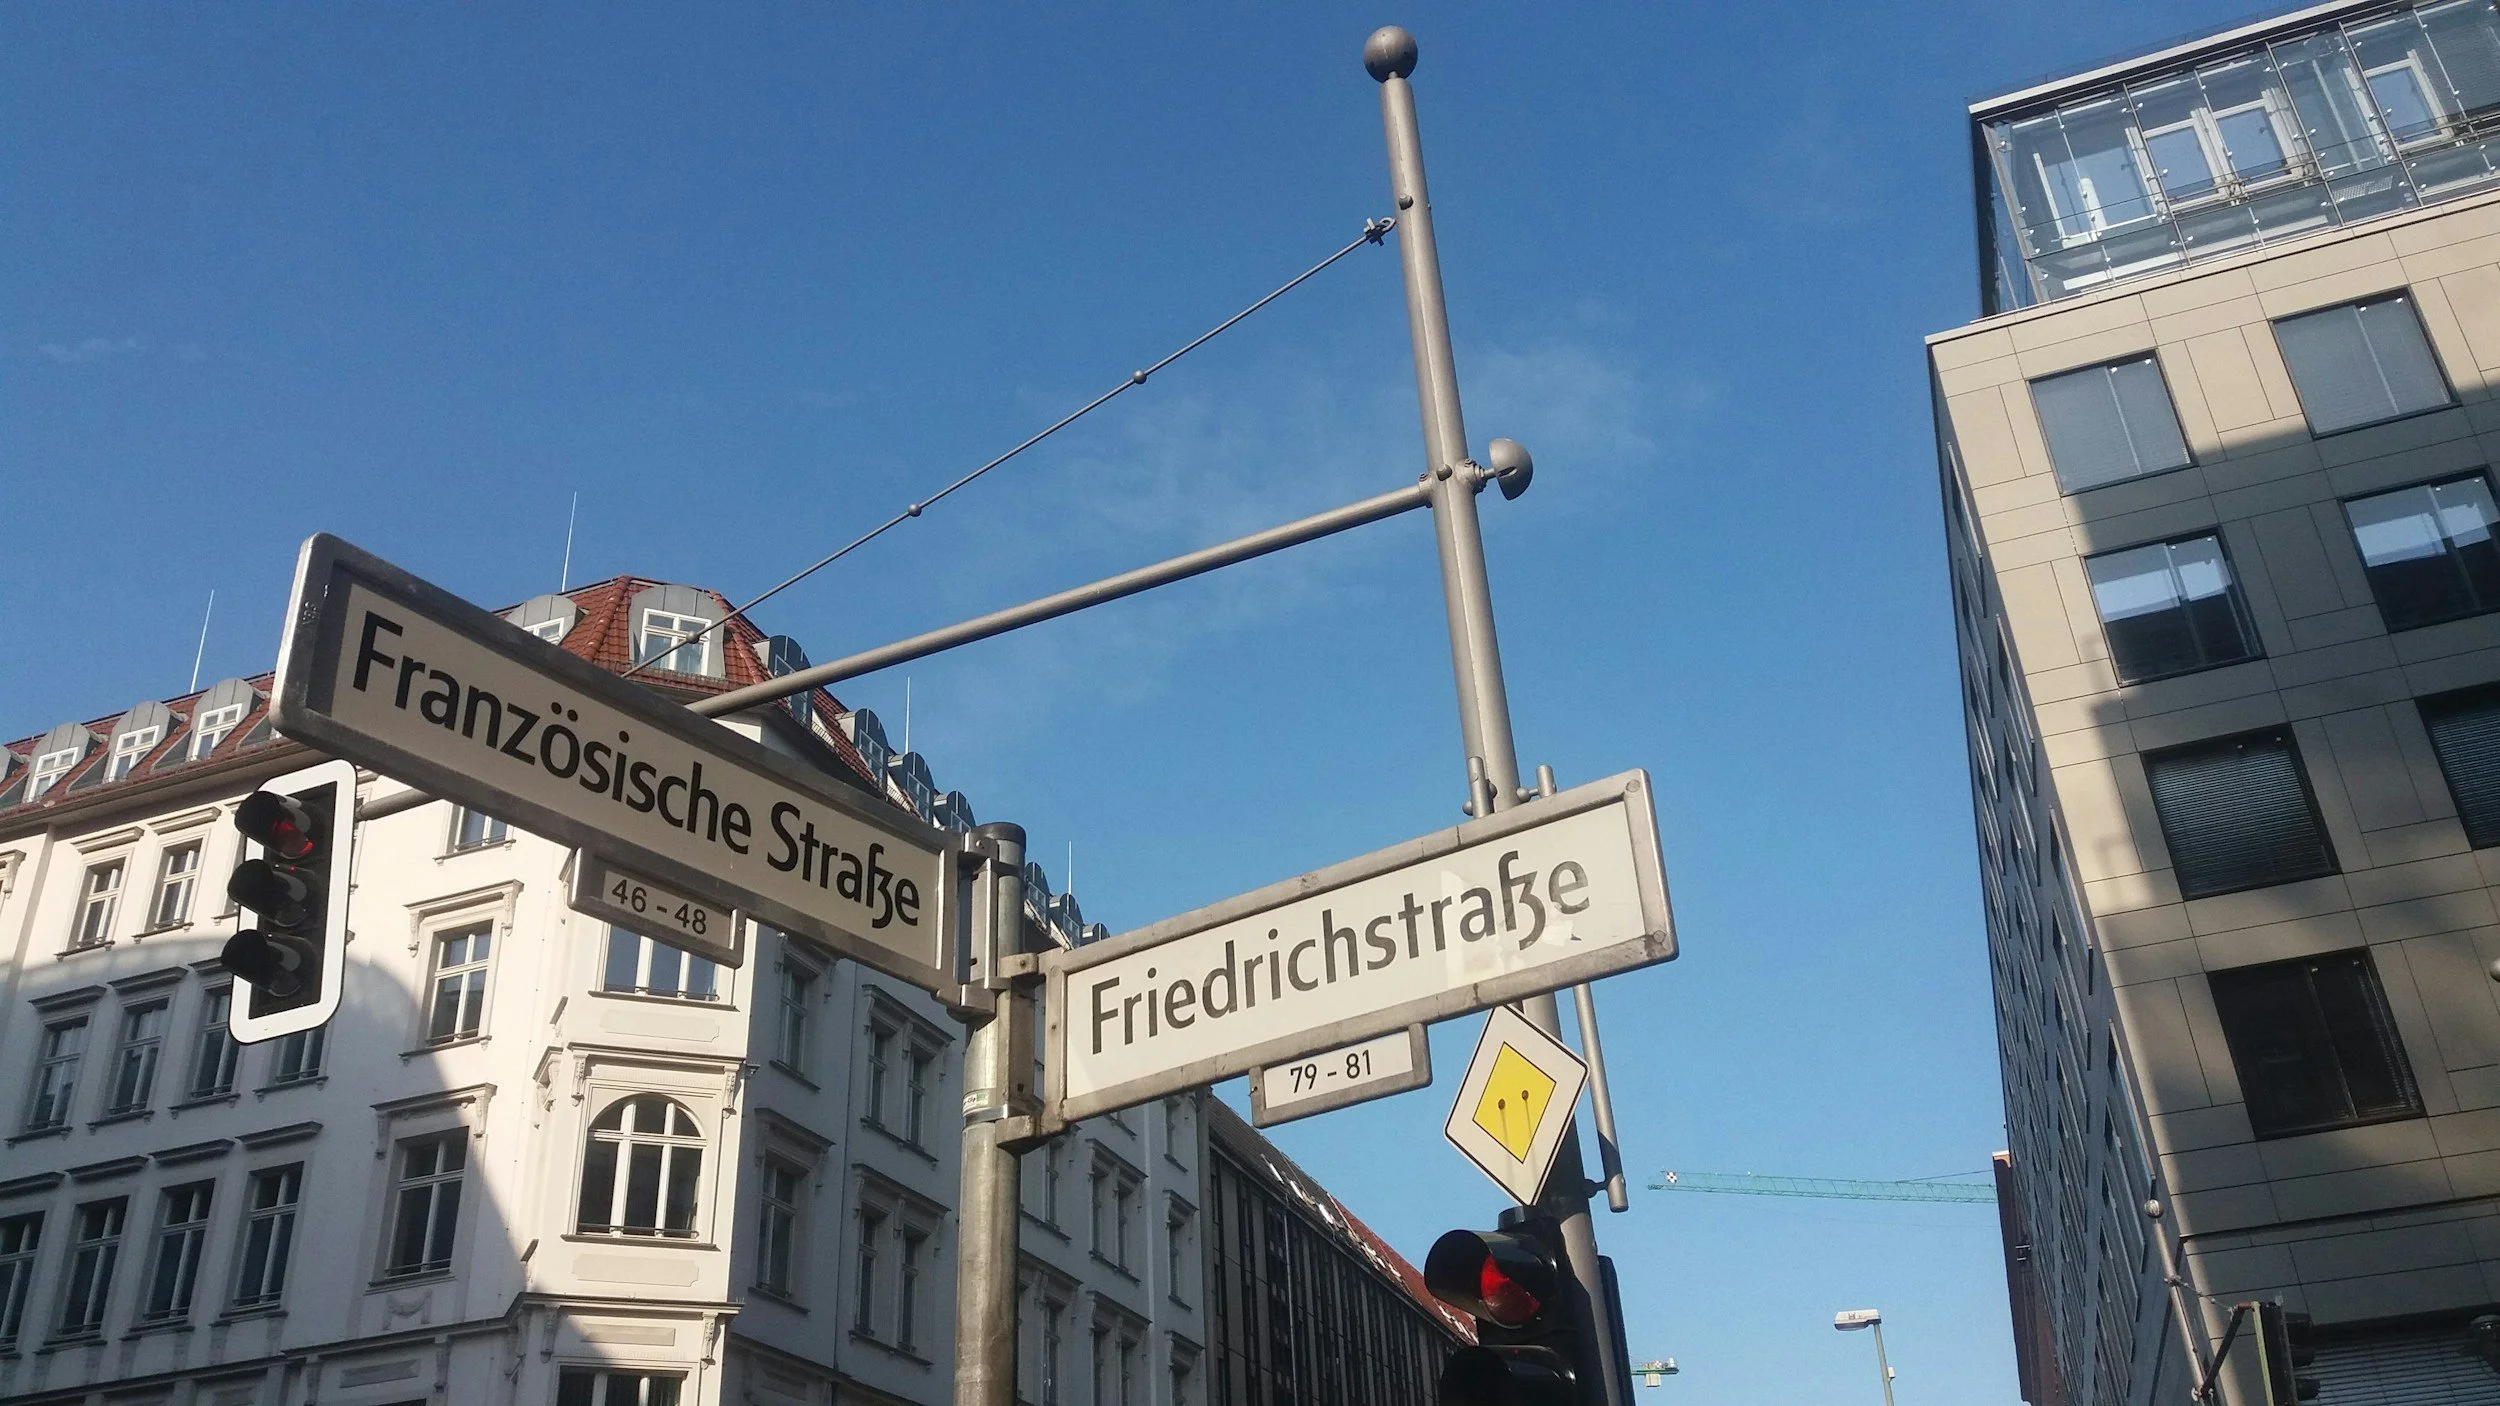 Französische Straße
46 - 48
Friedrichstraße
79 - 81